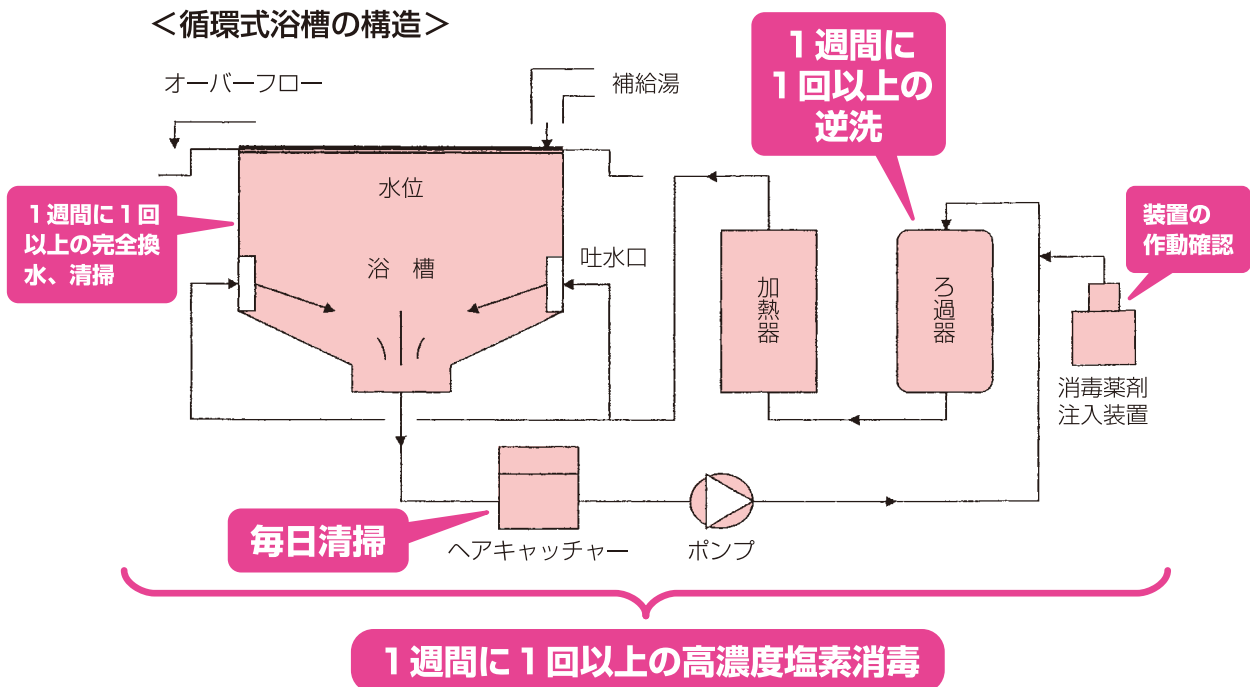 ＜循環式浴槽の構造＞
オーバーフロー
補給湯
１週間に
１回以上の
逆洗
水位
１週間に１回
以上の完全換
水、清掃
装置の
作動確認
浴　槽
吐水口
加熱器
ろ過器
消毒薬剤
注入装置
毎日清掃
ヘアキャッチャー
ポンプ
１週間に１回以上の高濃度塩素消毒